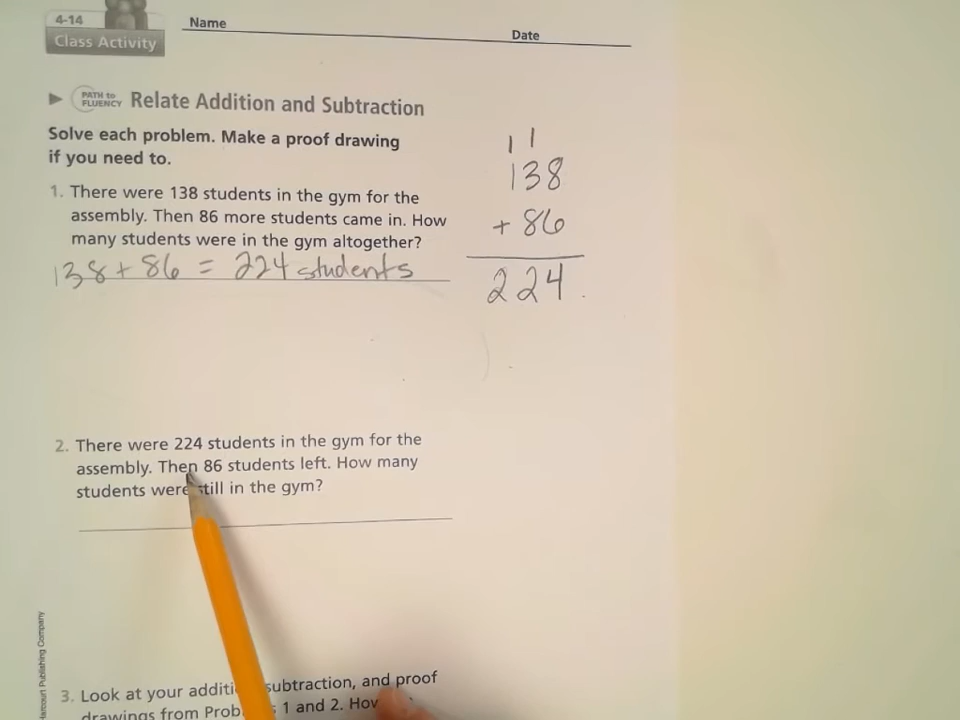 4-14
Class Activity
Name
Date
PATH to
FLUENCY
Relate Addition and Subtraction
Solve each problem. Make a proof drawing
if you need to.
1. There were 138 students in the gym for the
assembly. Then 86 more students came in. How
many students were in the gym altogether?
138 + 86 = 224 students
1 1
138
+ 86
224
2. There were 224 students in the gym for the
assembly. Then 86 students left. How many
students were still in the gym?
3. Look at your subtraction, and proof
drawings from 1 and 2.
Harcourt Publishing Company